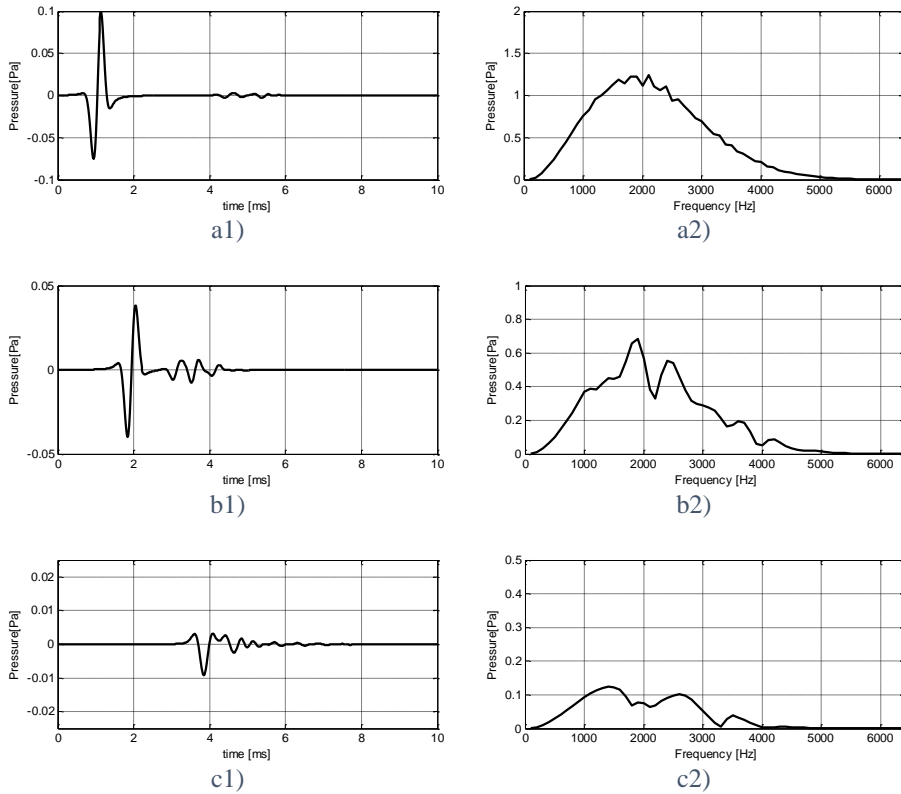 Pressure[Pa]
0.1
0.05
0
-0.05
-0.1
0 2 4 6 8 10
time [ms]
a1)
Pressure[Pa]
2
1.5
1
0.5
0
0 1000 2000 3000 4000 5000 6000
Frequency [Hz]
a2)
Pressure[Pa]
0.05
0
-0.05
0 2 4 6 8 10
time [ms]
b1)
Pressure[Pa]
1
0.8
0.6
0.4
0.2
0
0 1000 2000 3000 4000 5000 6000
Frequency [Hz]
b2)
Pressure[Pa]
0.02
0.01
0
-0.01
-0.02
0 2 4 6 8 10
time [ms]
c1)
Pressure[Pa]
0.5
0.4
0.3
0.2
0.1
0
0 1000 2000 3000 4000 5000 6000
Frequency [Hz]
c2)